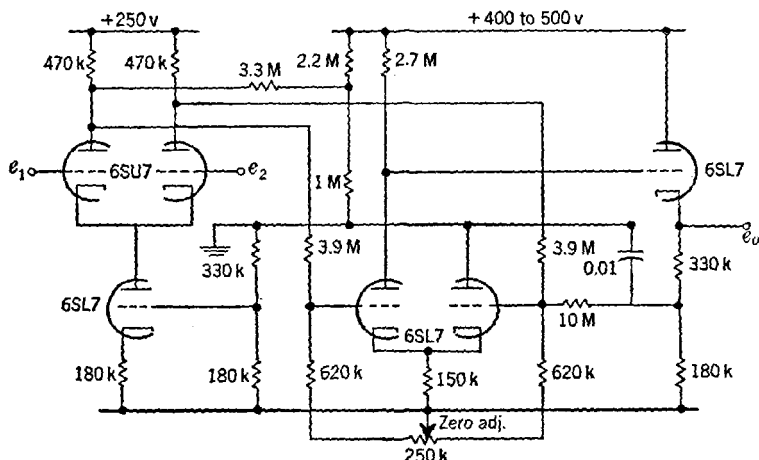 +250 v
+400 to 500 v
470 k
470 k
3.3 M
2.2 M
2.7 M
e1
6SU7
e2
6SL7
1 M
eo
330 k
3.9 M
3.9 M
0.01
330 k
6SL7
6SL7
10 M
180 k
180 k
620 k
150 k
620 k
180 k
Zero adj.
250 k